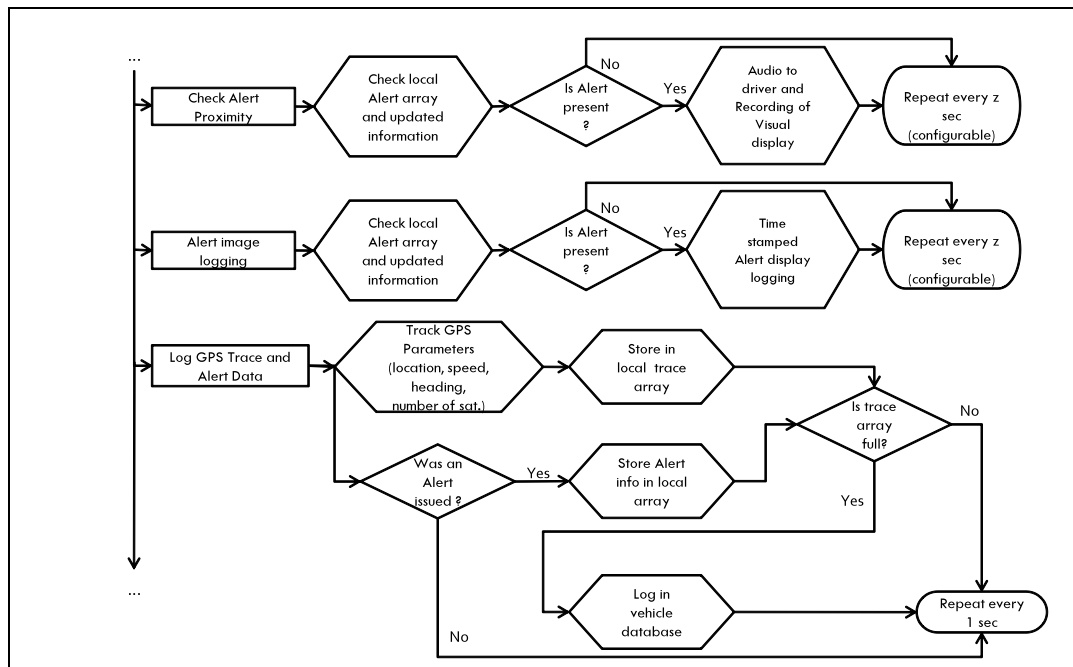 ...
Check Alert
Proximity
Check local
Alert array
and updated
information
Is Alert
present
?
No
Yes
Audio to
driver and
Recording of
Visual
display
Repeat every z
sec
(configurable)
Alert image
logging
Check local
Alert array
and updated
information
Is Alert
present
?
No
Yes
Time
stamped
Alert display
logging
Repeat every z
sec
(configurable)
Log GPS Trace and
Alert Data
Track GPS
Parameters
(location, speed,
heading,
number of sat.)
Store in
local trace
array
Is trace
array
full?
No
Yes
Was an
Alert
issued ?
Yes
Store Alert
info in local
array
Log in
vehicle
database
Repeat every
1 sec
No
...